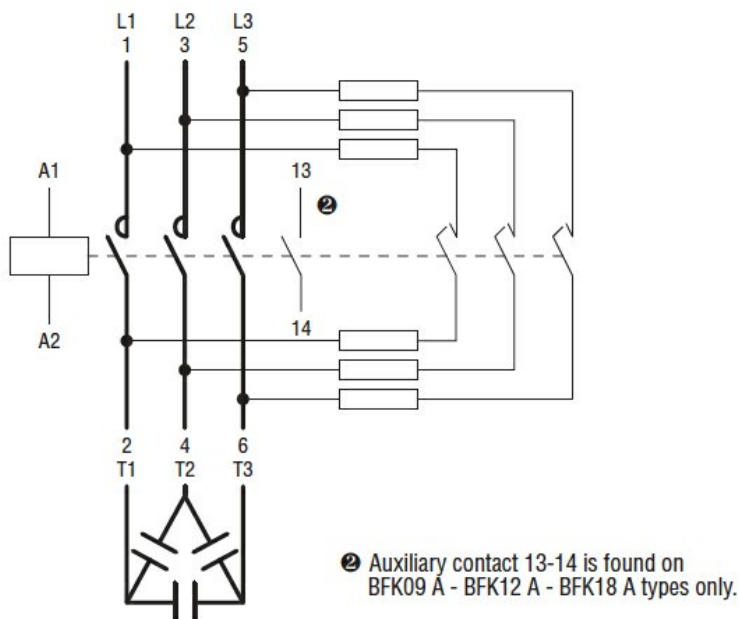 L1 L2 L3
1 3 5
A1
13
❷
14
A2
2 4 6
T1 T2 T3
❷ Auxiliary contact 13-14 is found on
BFK09 A - BFK12 A - BFK18 A types only.